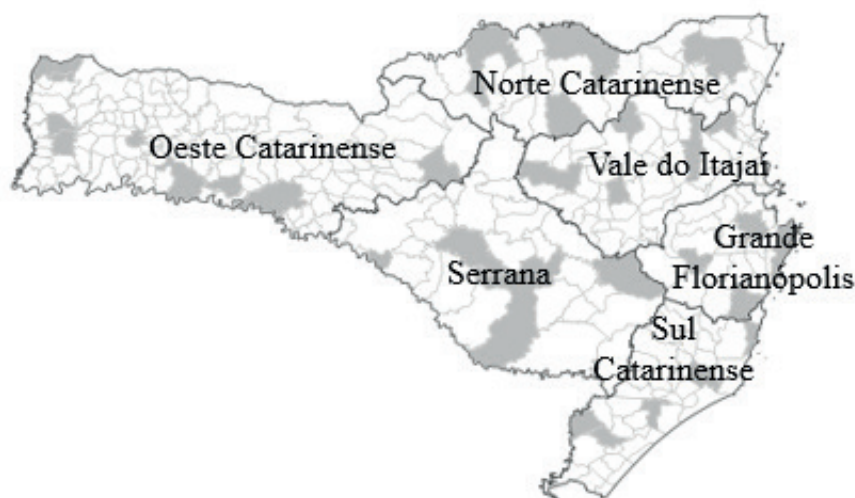 Norte Catarinense
Oeste Catarinense
Vale do Itajaí
Grande
Florianópolis
Serrana
Sul
Catarinense